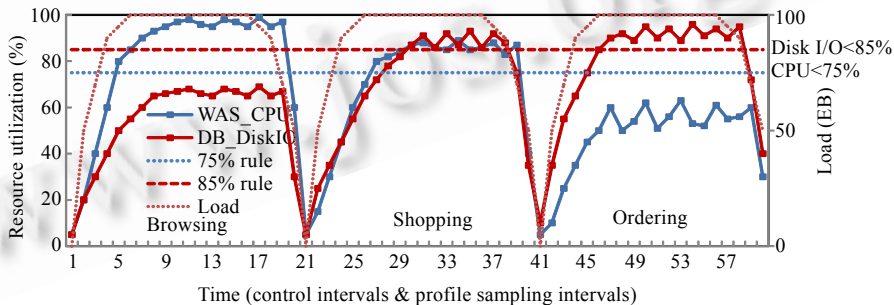 Resource utilization (%)
100
80
60
40
20
0
WAS_CPU
DB_DiskIO
75% rule
85% rule
Load
Browsing
Shopping
Ordering
Disk I/O<85%
CPU<75%
100
50
0
Load (EB)
1 5 9 13 17 21 25 29 33 37 41 45 49 53 57
Time (control intervals & profile sampling intervals)